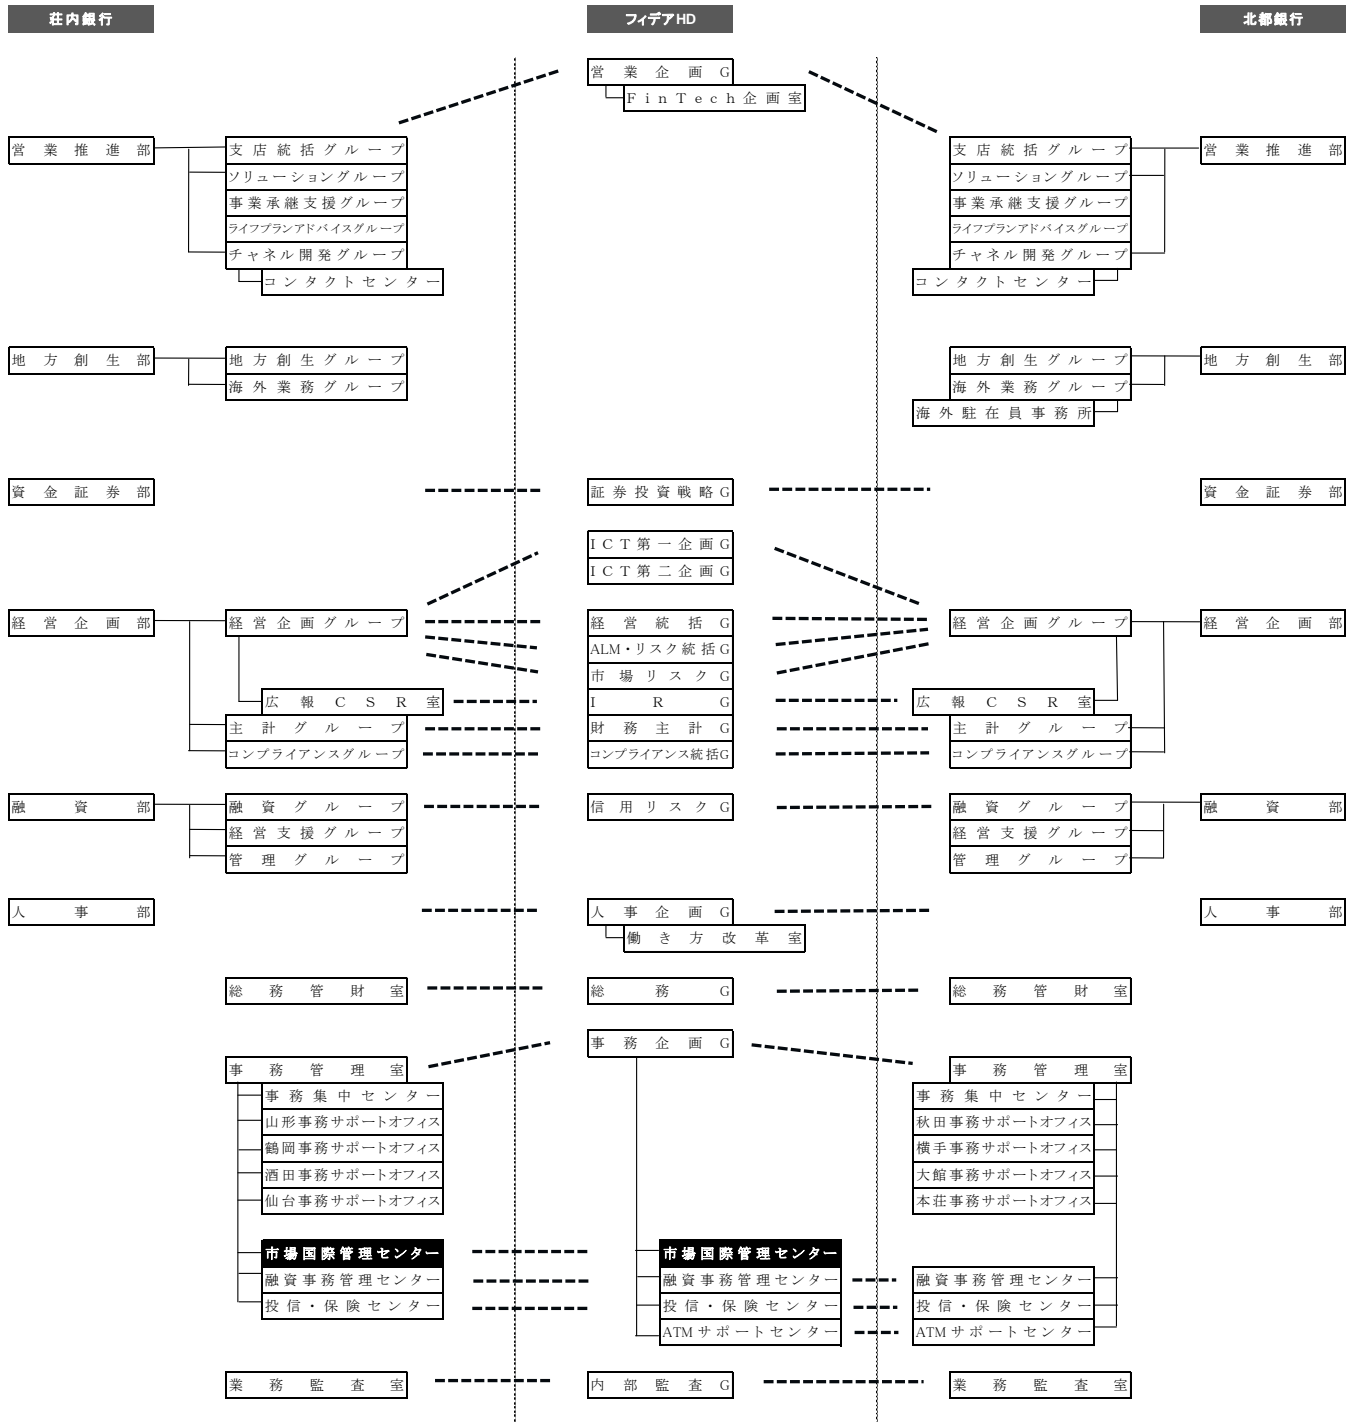 荘内銀行
フィデアHD
北都銀行
営業企画G
FinTech企画室
営業推進部
支店統括グループ
支店統括グループ
営業推進部
ソリューショングループ
ソリューショングループ
事業承継支援グループ
事業承継支援グループ
ライフプランアドバイスグループ
ライフプランアドバイスグループ
チャネル開発グループ
チャネル開発グループ
コンタクトセンター
コンタクトセンター
地方創生部
地方創生グループ
地方創生グループ
地方創生部
海外業務グループ
海外業務グループ
海外駐在員事務所
資金証券部
証券投資戦略G
資金証券部
ICT第一企画G
ICT第二企画G
経営企画部
経営企画グループ
経営統括G
経営企画グループ
経営企画部
ALM・リスク統括G
市場リスクG
広報CSR室
IRG
広報CSR室
主計グループ
財務主計G
主計グループ
コンプライアンスグループ
コンプライアンス統括G
コンプライアンスグループ
融資部
融資グループ
信用リスクG
融資グループ
融資部
経営支援グループ
経営支援グループ
管理グループ
管理グループ
人事部
人事企画G
人事部
働き方改革室
総務管財室
総務G
総務管財室
事務企画G
事務管理室
事務管理室
事務集中センター
事務集中センター
山形事務サポートオフィス
秋田事務サポートオフィス
鶴岡事務サポートオフィス
横手事務サポートオフィス
酒田事務サポートオフィス
大館事務サポートオフィス
仙台事務サポートオフィス
本荘事務サポートオフィス
市場国際管理センター
市場国際管理センター
融資事務管理センター
融資事務管理センター
融資事務管理センター
投信・保険センター
投信・保険センター
投信・保険センター
ATMサポートセンター
ATMサポートセンター
業務監査室
内部監査G
業務監査室